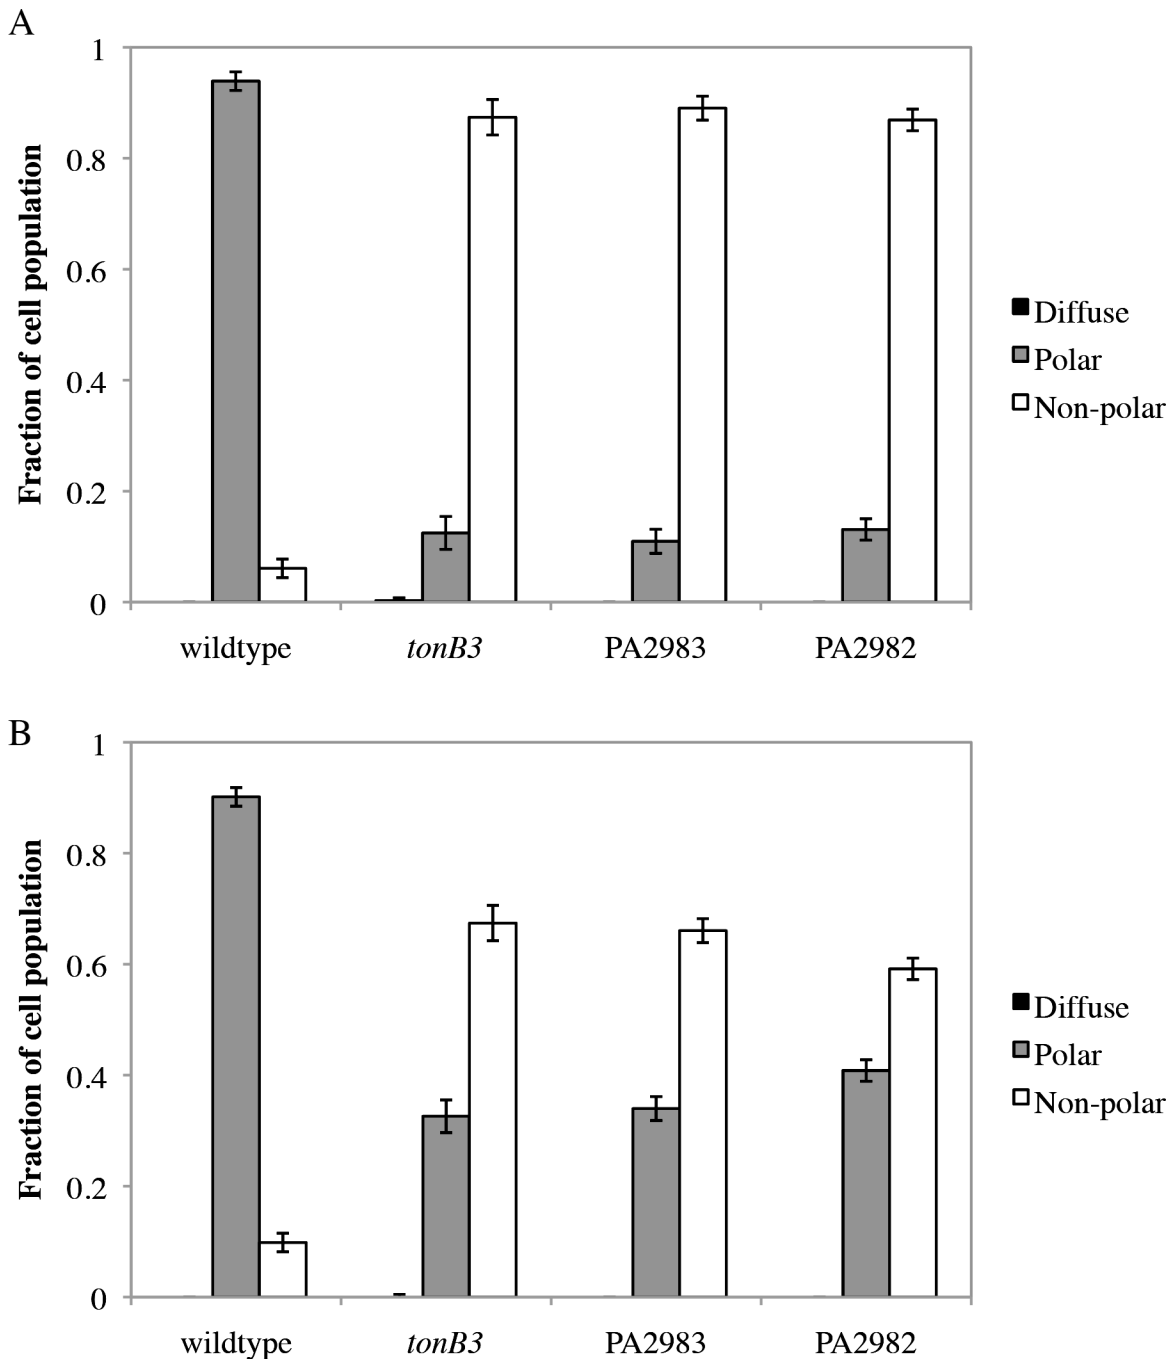 A
Fraction of cell population
1
0.8
0.6
0.4
0.2
0
wildtype tonB3 PA2983 PA2982
Diffuse
Polar
Non-polar
B
Fraction of cell population
1
0.8
0.6
0.4
0.2
0
wildtype tonB3 PA2983 PA2982
Diffuse
Polar
Non-polar